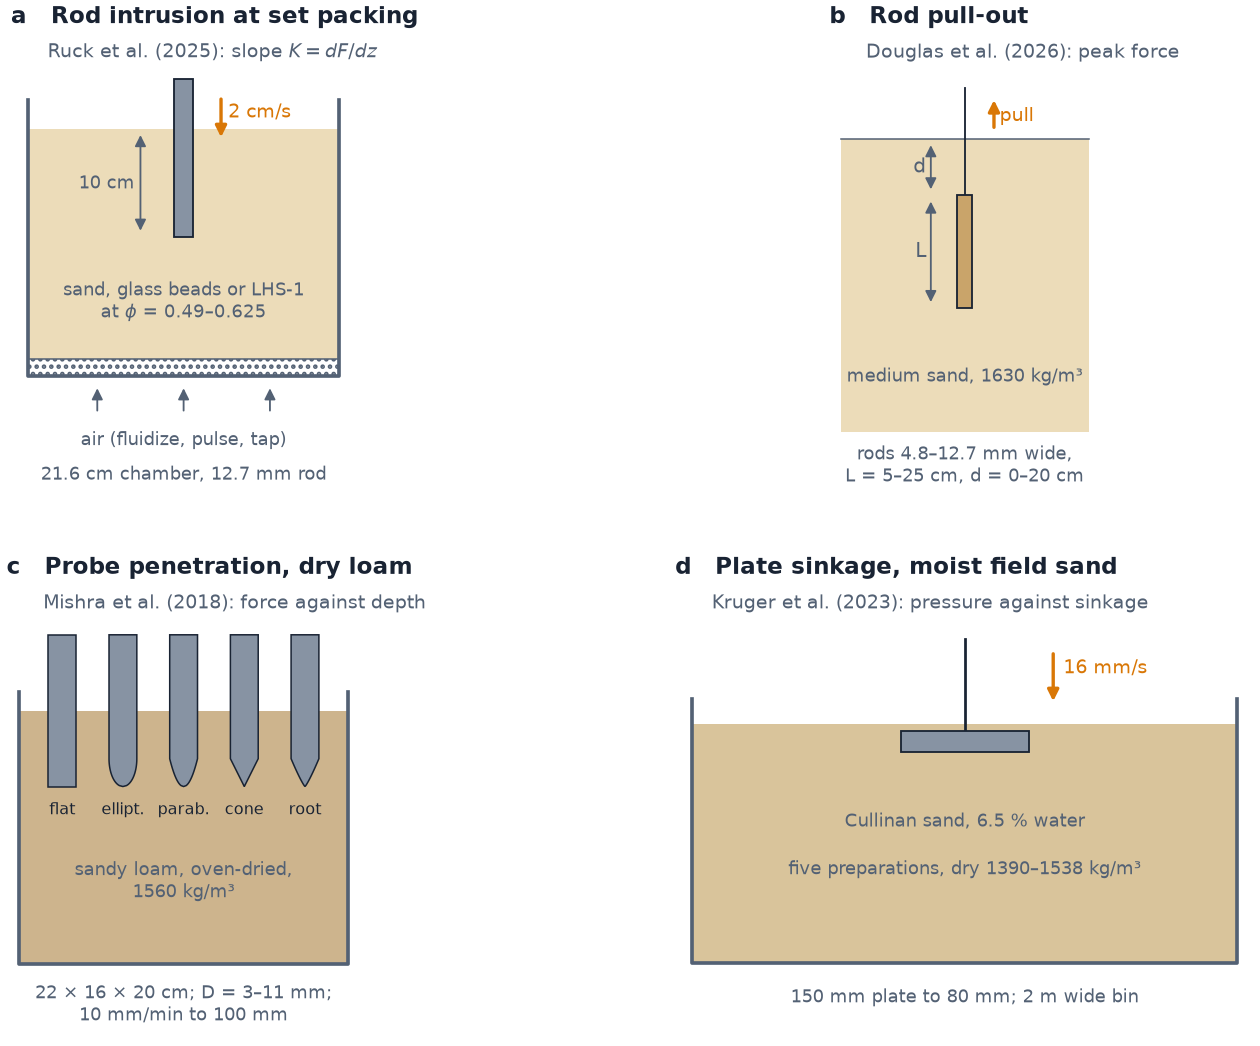 a Rod intrusion at set packing
Ruck et al. (2025): slope K = dF/dz
2 cm/s
10 cm
sand, glass beads or LHS-1
at ϕ = 0.49–0.625
air (fluidize, pulse, tap)
21.6 cm chamber, 12.7 mm rod
b Rod pull-out
Douglas et al. (2026): peak force
pull
d
L
medium sand, 1630 kg/m³
rods 4.8–12.7 mm wide,
L = 5–25 cm, d = 0–20 cm
c Probe penetration, dry loam
Mishra et al. (2018): force against depth
flat ellipt. parab. cone root
sandy loam, oven-dried,
1560 kg/m³
22 × 16 × 20 cm; D = 3–11 mm;
10 mm/min to 100 mm
d Plate sinkage, moist field sand
Kruger et al. (2023): pressure against sinkage
16 mm/s
Cullinan sand, 6.5 % water
five preparations, dry 1390–1538 kg/m³
150 mm plate to 80 mm; 2 m wide bin